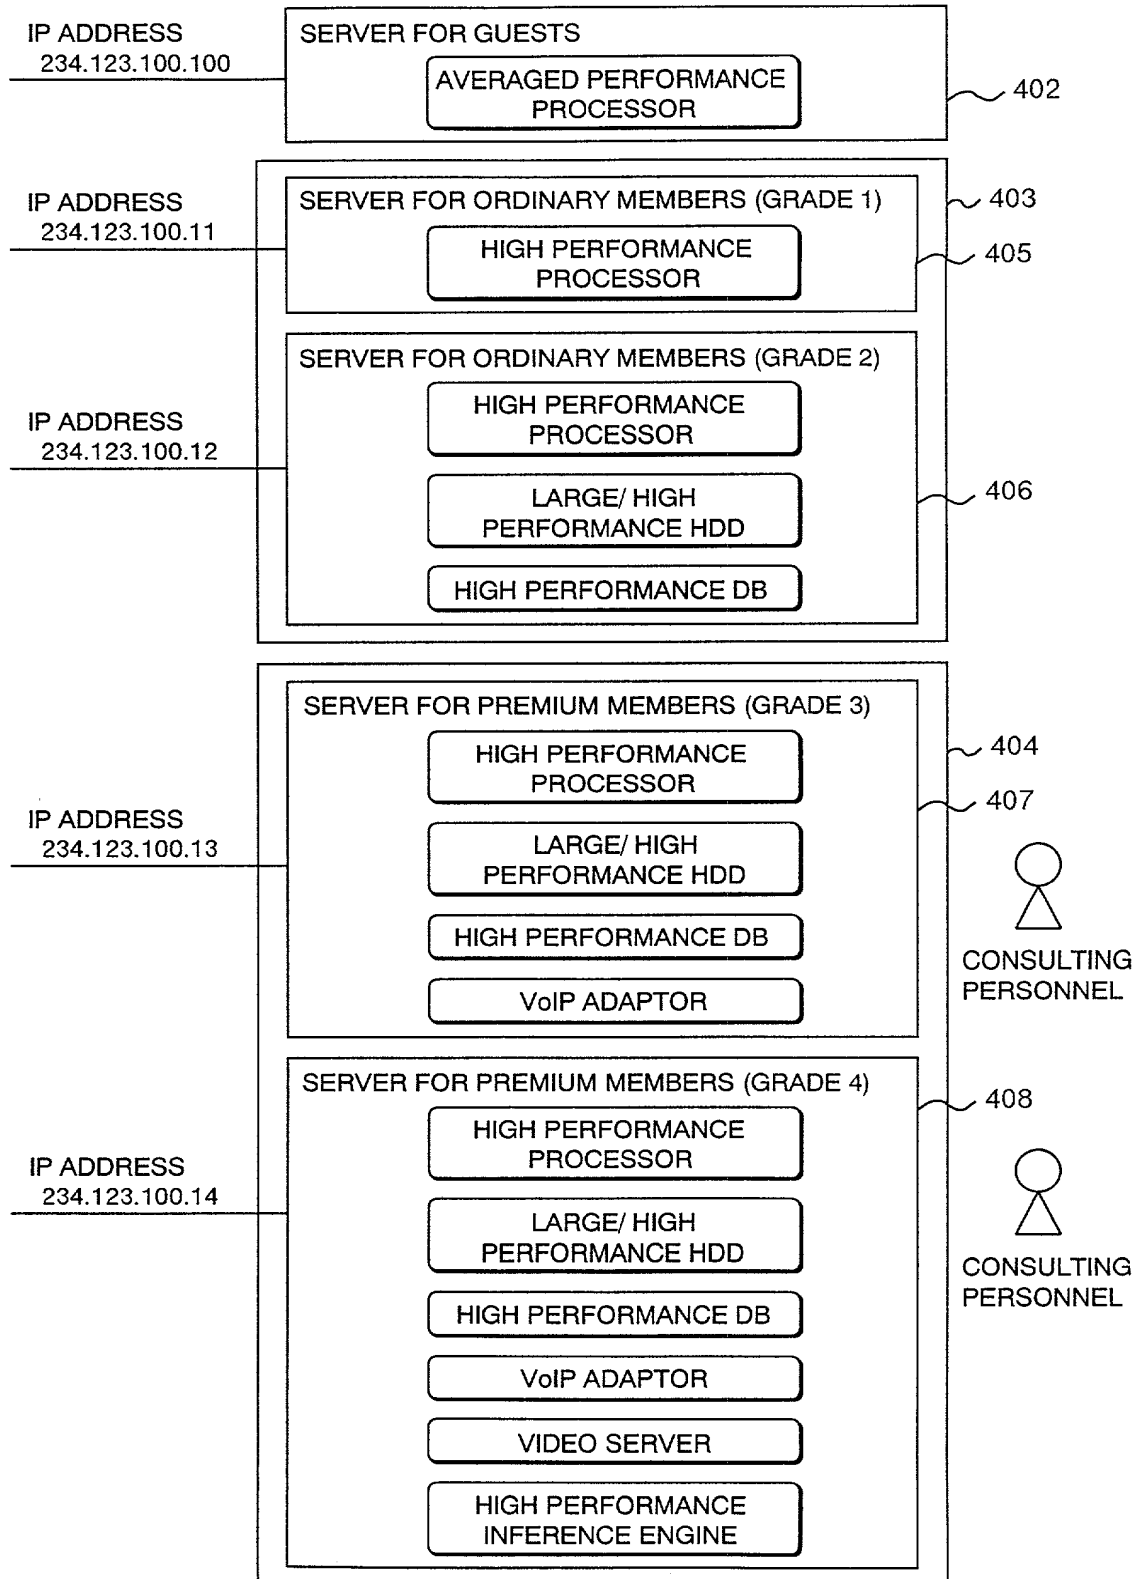 IP ADDRESS
234.123.100.100
SERVER FOR GUESTS
AVERAGED PERFORMANCE
PROCESSOR
402
403
IP ADDRESS
234.123.100.11
SERVER FOR ORDINARY MEMBERS (GRADE 1)
HIGH PERFORMANCE
PROCESSOR
405
SERVER FOR ORDINARY MEMBERS (GRADE 2)
IP ADDRESS
234.123.100.12
HIGH PERFORMANCE
PROCESSOR
LARGE/ HIGH
PERFORMANCE HDD
HIGH PERFORMANCE DB
406
SERVER FOR PREMIUM MEMBERS (GRADE 3)
404
407
IP ADDRESS
234.123.100.13
HIGH PERFORMANCE
PROCESSOR
LARGE/ HIGH
PERFORMANCE HDD
HIGH PERFORMANCE DB
VoIP ADAPTOR
CONSULTING
PERSONNEL
SERVER FOR PREMIUM MEMBERS (GRADE 4)
408
IP ADDRESS
234.123.100.14
HIGH PERFORMANCE
PROCESSOR
LARGE/ HIGH
PERFORMANCE HDD
HIGH PERFORMANCE DB
VoIP ADAPTOR
VIDEO SERVER
HIGH PERFORMANCE
INFERENCE ENGINE
CONSULTING
PERSONNEL